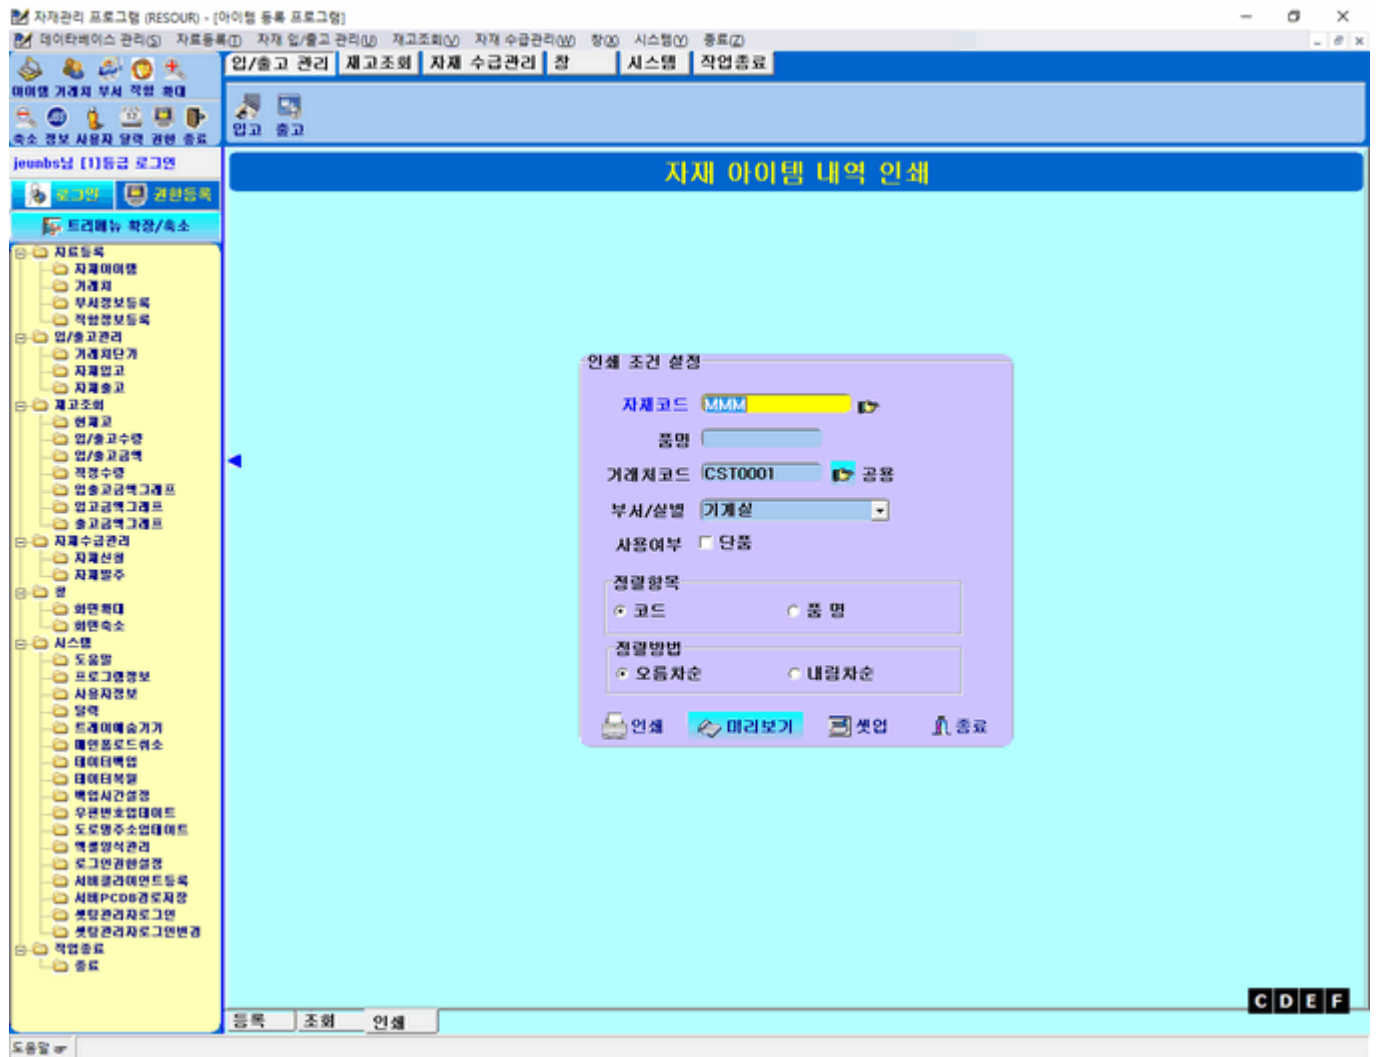 자재관리 프로그램 (RESOUR) - [아이템 등록 프로그램]
데이타베이스 관리(S) 자료등록(T) 자재 입/출고 관리(U) 재고조회(V) 자재 수급관리(W) 창(X) 시스템(Y) 종료(Z)
입/출고 관리 재고조회 자재 수급관리 창 시스템 작업종료
아이템 거래처 부서 직함 확대
축소 정보 사용자 달력 권한 종료
입고 출고
jeunbs님 [1]등급 로그인
로그인 권한등록
트리메뉴 확장/축소
자재 아이템 내역 인쇄
자료등록
자재아이템
거래처
부서정보등록
직함정보등록
입/출고관리
거래처단가
자재입고
자재출고
재고조회
현재고
입/출고수량
입/출고금액
적정수량
입출고금액그래프
입고금액그래프
출고금액그래프
자재수급관리
자재신청
자재발주
창
화면확대
화면축소
시스템
도움말
프로그램정보
사용자정보
달력
트레이에숨기기
메인폼로드취소
데이터백업
데이터복원
백업시간설정
우편번호업데이트
도로명주소업데이트
엑셀양식관리
로그인권한설정
서버클라이언트등록
서버PCDB경로저장
셋팅관리자로그인
셋팅관리자로그인변경
작업종료
종료
인쇄 조건 설정
자재코드 MMM
품명
거래처코드 CST0001 공용
부서/실별 기계실
사용여부 단품
정렬항목
코드 품 명
정렬방법
오름차순 내림차순
인쇄 미리보기 셋업 종료
C D E F
등록 조회 인쇄
도움말